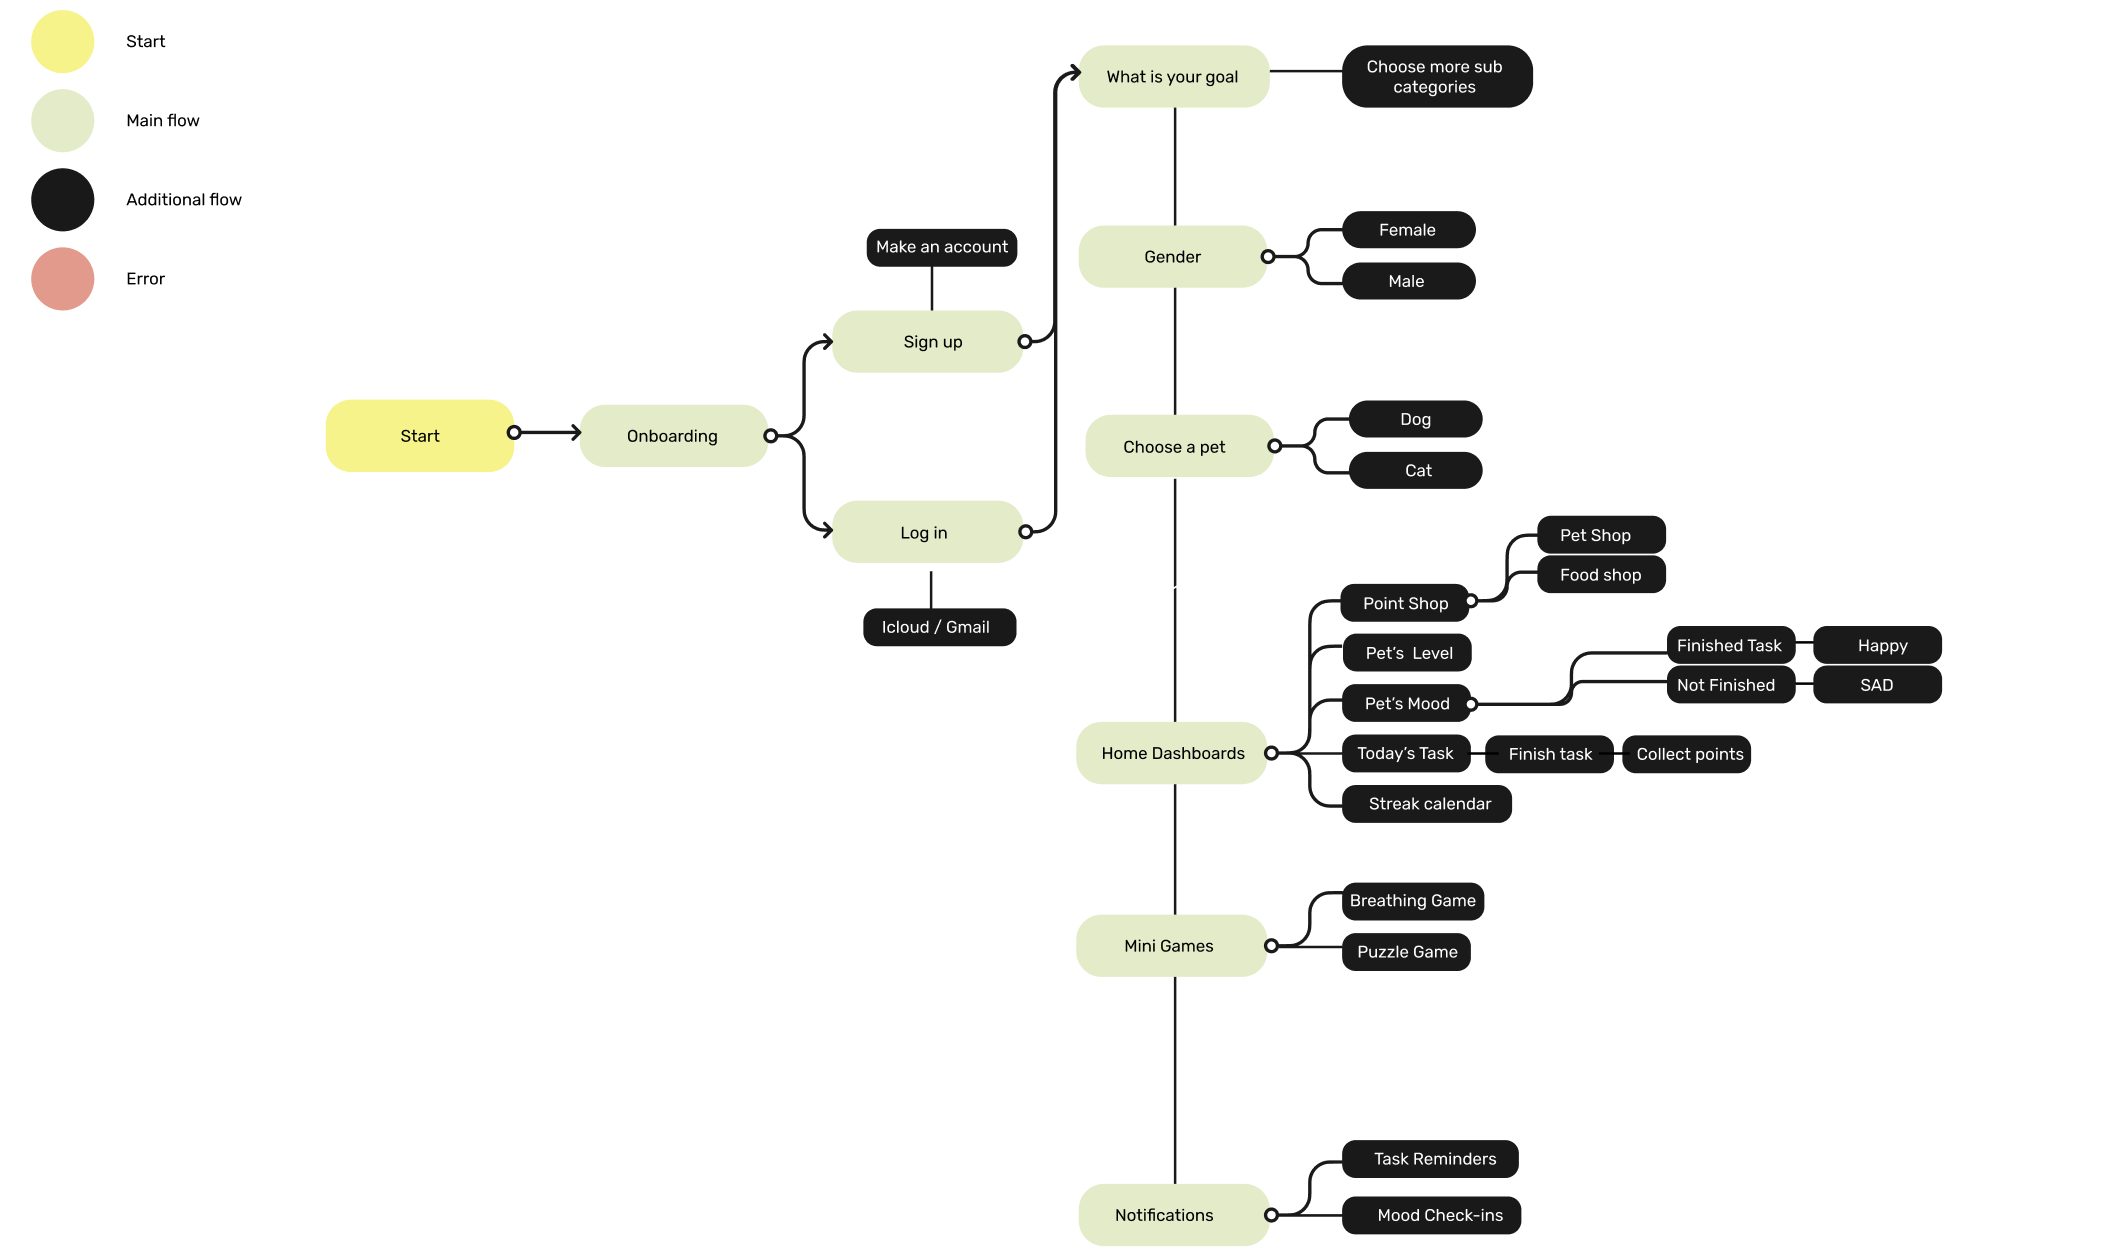 Start
Main flow
Additional flow
Error
Start
Onboarding
Make an account
Sign up
Log in
Icloud / Gmail
What is your goal
Choose more sub
categories
Gender
Female
Male
Choose a pet
Dog
Cat
Home Dashboards
Point Shop
Pet Shop
Food shop
Pet's  Level
Pet's Mood
Finished Task
Happy
Not Finished
SAD
Today's Task
Finish task
Collect points
Streak calendar
Mini Games
Breathing Game
Puzzle Game
Notifications
Task Reminders
Mood Check-ins